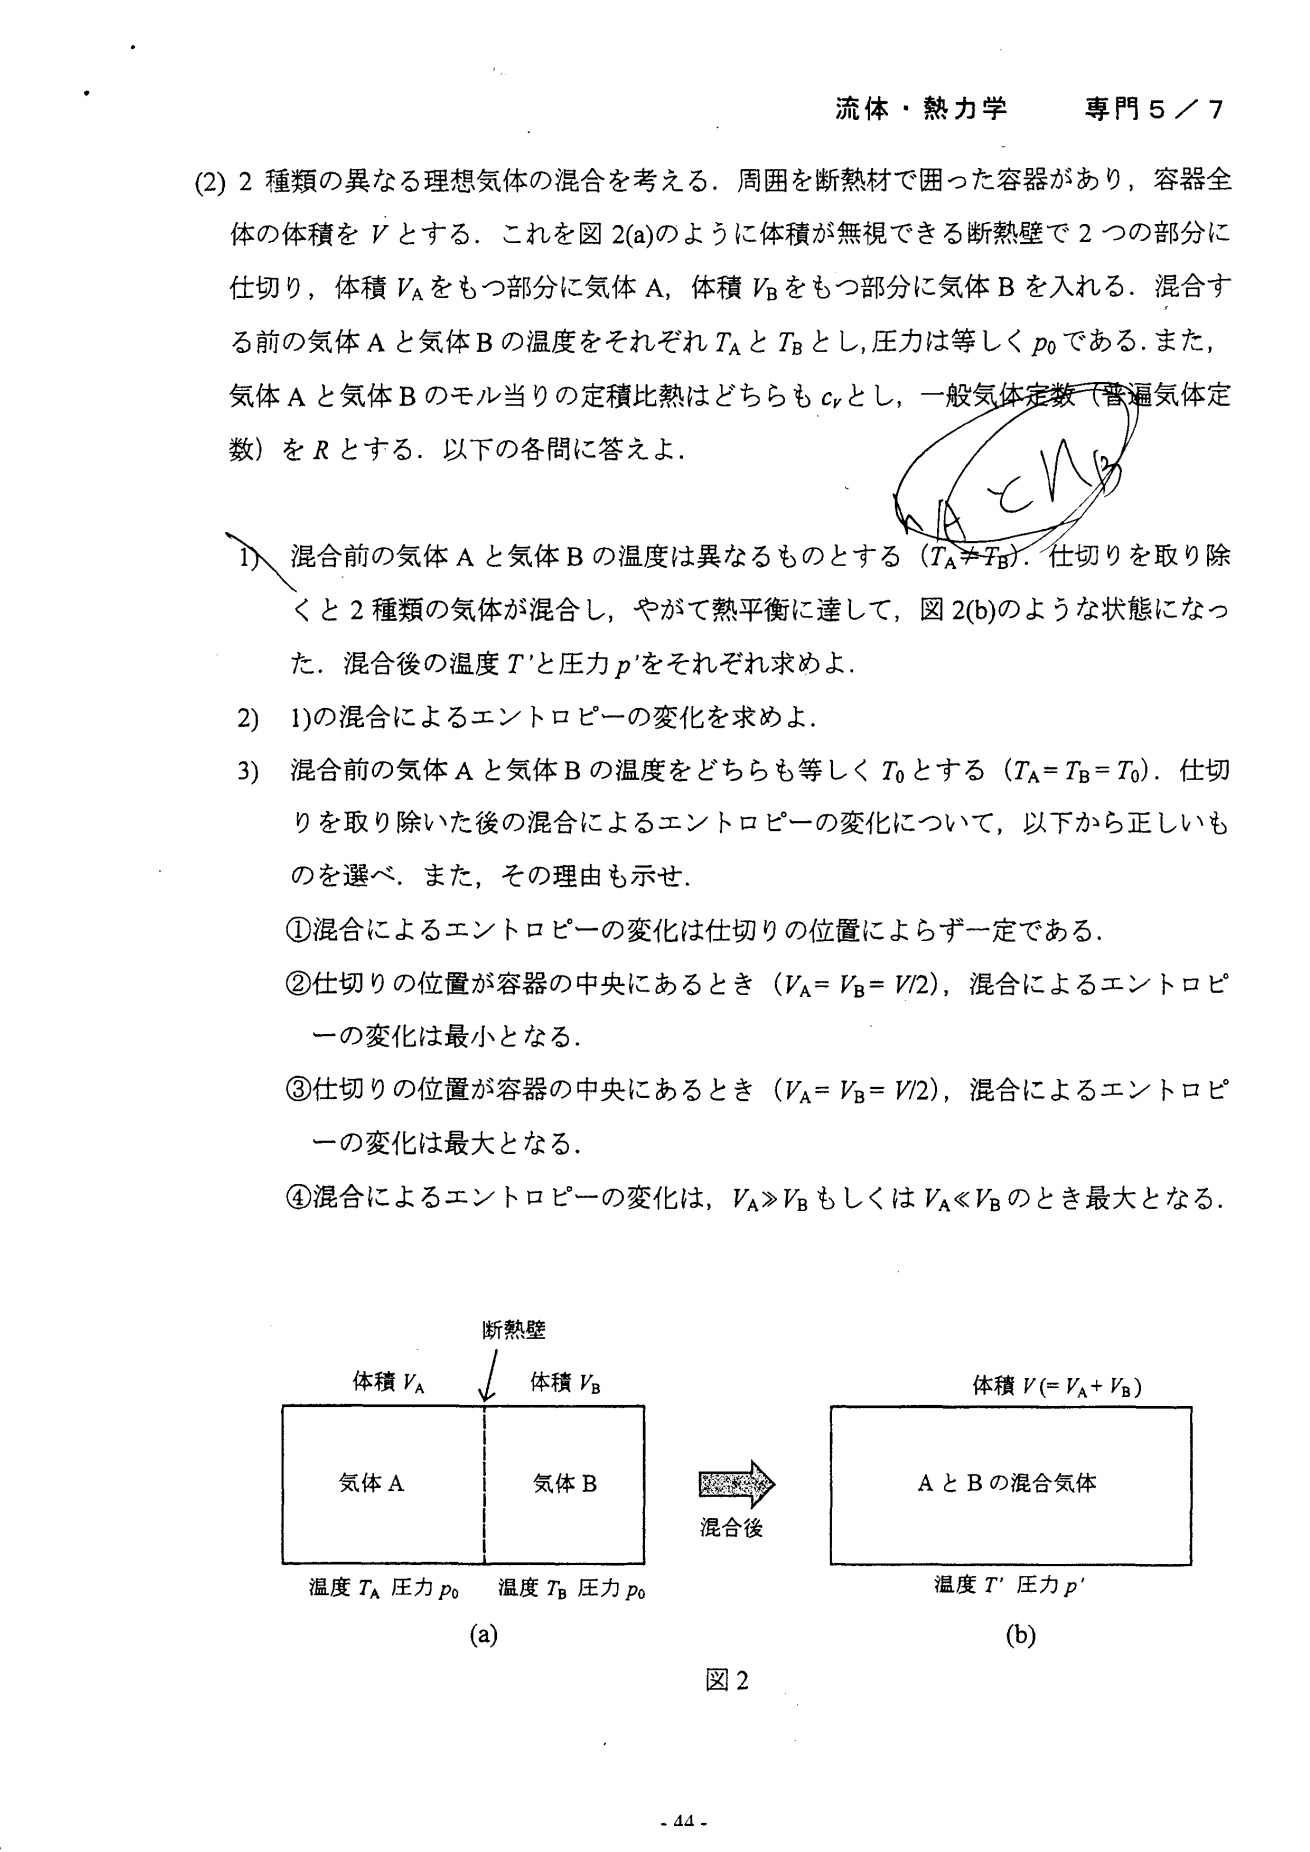 流体・熱力学 専門5/7
(2) 2 種類の異なる理想気体の混合を考える．周囲を断熱材で囲った容器があり，容器全
体の体積を V とする．これを図 2(a)のように体積が無視できる断熱壁で 2 つの部分に
仕切り，体積 VA をもつ部分に気体 A，体積 VB をもつ部分に気体 B を入れる．混合す
る前の気体 A と気体 B の温度をそれぞれ TA と TB とし，圧力は等しく p0 である．また，
気体 A と気体 B のモル当りの定積比熱はどちらも cv とし，一般気体定数（普遍気体定
数）を R とする．以下の各問に答えよ．
nA と nB
1) 混合前の気体 A と気体 B の温度は異なるものとする（TA≠TB）．仕切りを取り除
くと 2 種類の気体が混合し，やがて熱平衡に達して，図 2(b)のような状態になっ
た．混合後の温度 T'と圧力 p'をそれぞれ求めよ．
2) 1)の混合によるエントロピーの変化を求めよ．
3) 混合前の気体 A と気体 B の温度をどちらも等しく T0 とする（TA= TB= T0）．仕切
りを取り除いた後の混合によるエントロピーの変化について，以下から正しいも
のを選べ．また，その理由も示せ．
①混合によるエントロピーの変化は仕切りの位置によらず一定である．
②仕切りの位置が容器の中央にあるとき（VA= VB= V/2），混合によるエントロピ
ーの変化は最小となる．
③仕切りの位置が容器の中央にあるとき（VA= VB= V/2），混合によるエントロピ
ーの変化は最大となる．
④混合によるエントロピーの変化は，VA≫VB もしくは VA≪VB のとき最大となる．
断熱壁
体積 VA 体積 VB 体積 V (= VA + VB )
気体 A 気体 B A と B の混合気体
混合後
温度 TA 圧力 p0 温度 TB 圧力 p0 温度 T' 圧力 p'
(a) (b)
図 2
- 44 -